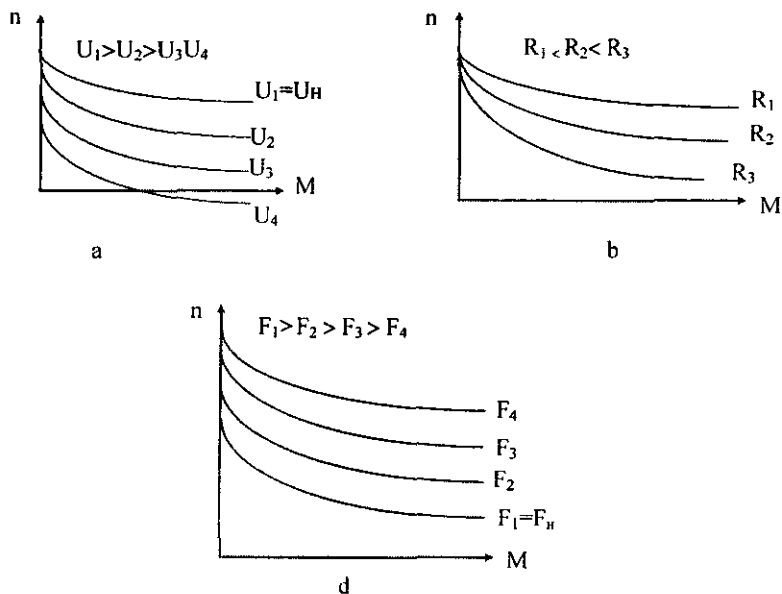 n
U₁>U₂>U₃U₄
U₁=Uн
U₂
U₃
M
U₄
a
n
R₁ < R₂< R₃
R₁
R₂
R₃
M
b
n
F₁> F₂ > F₃ > F₄
F₄
F₃
F₂
F₁=Fн
M
d